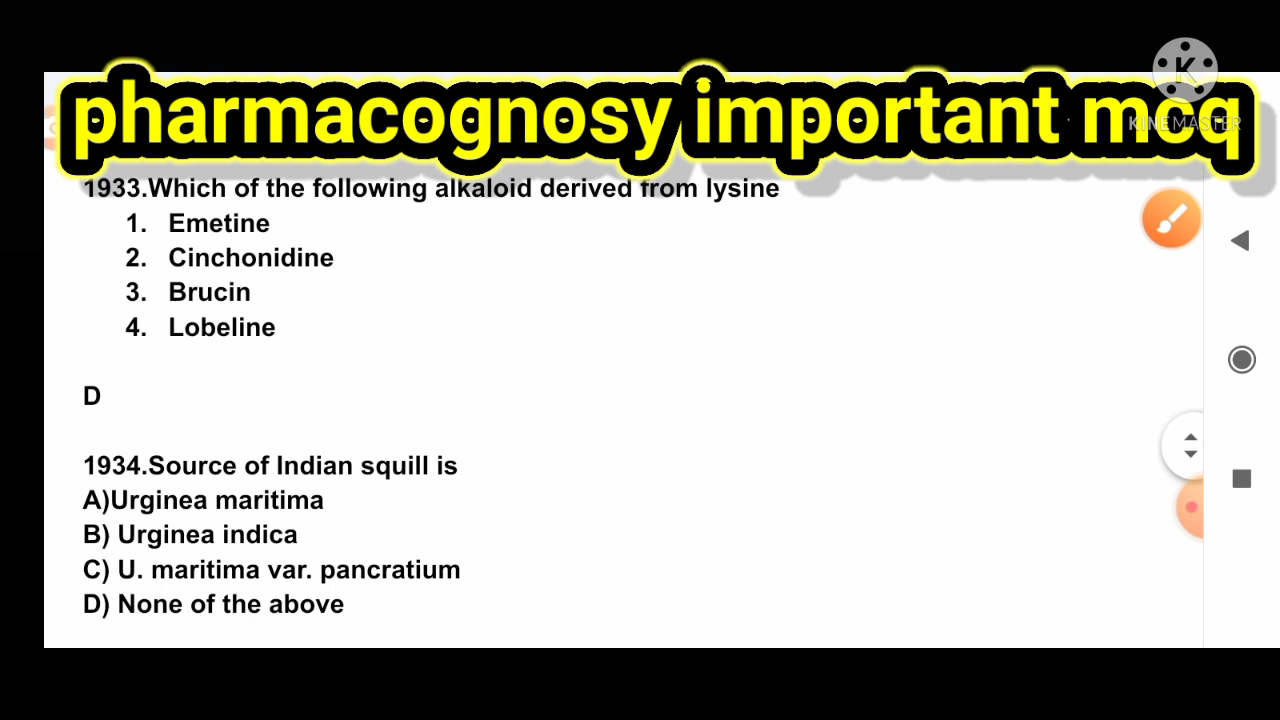 pharmacognosy important mcq
K
KINEMASTER
1933.Which of the following alkaloid derived from lysine
1. Emetine
2. Cinchonidine
3. Brucin
4. Lobeline
D
1934.Source of Indian squill is
A)Urginea maritima
B) Urginea indica
C) U. maritima var. pancratium
D) None of the above